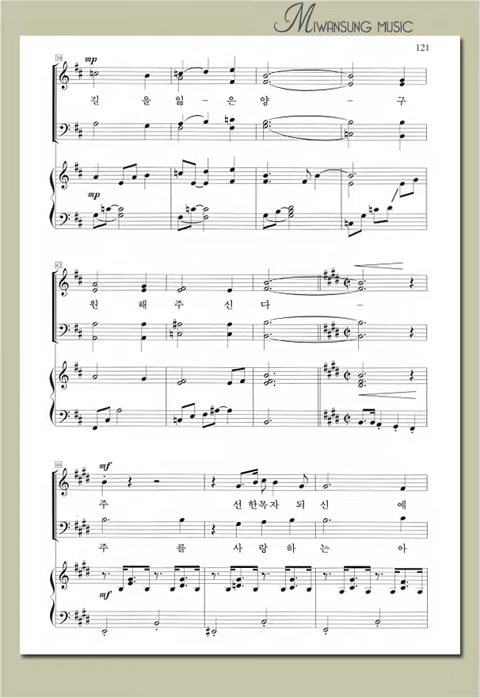 MIWANSUNG MUSIC
121
mp
길 을 잃 - 은 양 - 구
mp
원 해 주 신 다 -
mf
주 선 한 목 자 되 신 예
주 를 사 랑 하 는 아
mf